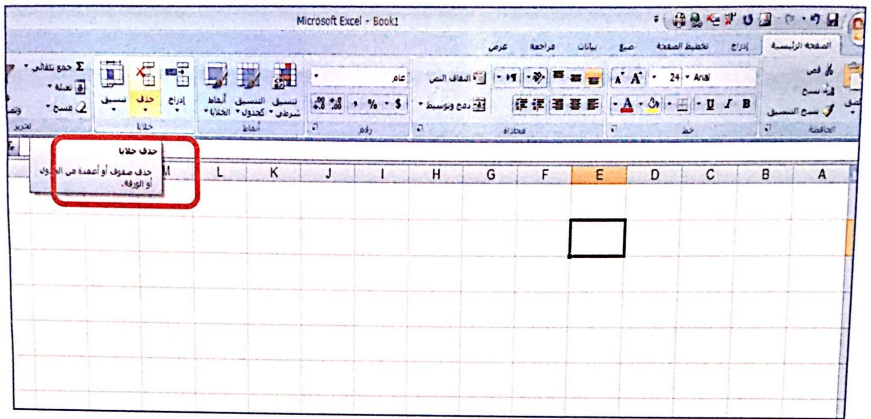 Microsoft Excel - Book1
الصفحة الرئيسية إدراج تخطيط الصفحة صيغ بيانات مراجعة عرض
قص
نسخ
نسخ التنسيق
الحافظة
Arial 24
B I U
خط
التفاف النص
دمج وتوسيط
محاذاة
عام
$ % ,
رقم
تنسيق شرطي
التنسيق كجدول
أنماط الخلايا
أنماط
إدراج
حذف
تنسيق
خلايا
Σ جمع تلقائي
تعبئة
مسح
تحرير
حذف خلايا
حذف صفوف أو أعمدة من الجدول
أو الورقة.
A B C D E F G H I J K L M